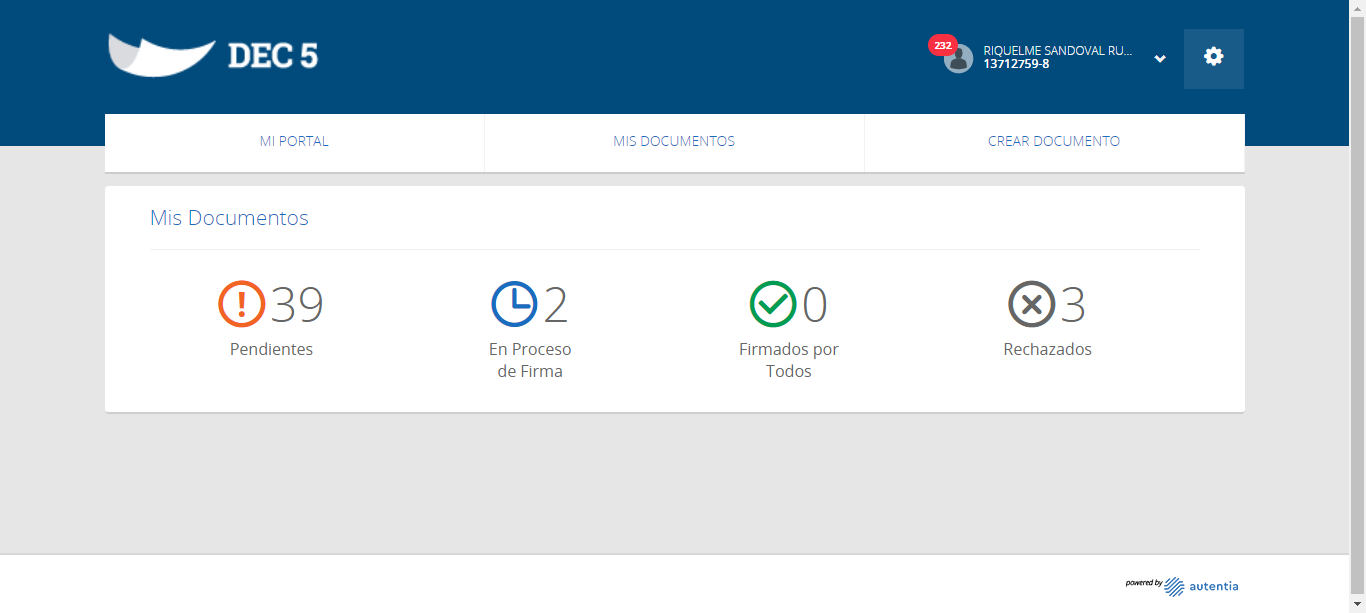 DEC 5
232
RIQUELME SANDOVAL RU...
13712759-8
MI PORTAL
MIS DOCUMENTOS
CREAR DOCUMENTO
Mis Documentos
39
Pendientes
2
En Proceso
de Firma
0
Firmados por
Todos
3
Rechazados
powered by autentia